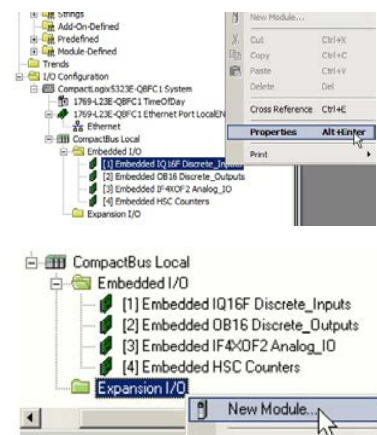 Strings
Add-On-Defined
Predefined
Module-Defined
Trends
I/O Configuration
CompactLogix5323E-QBFC1 System
1769-L23E-QBFC1 TimeOfDay
1769-L23E-QBFC1 Ethernet Port LocalEN
Ethernet
CompactBus Local
Embedded I/O
[1] Embedded IQ16F Discrete_Inputs
[2] Embedded OB16 Discrete_Outputs
[3] Embedded IF4XOF2 Analog_IO
[4] Embedded HSC Counters
Expansion I/O
New Module...
Cut Ctrl+X
Copy Ctrl+C
Paste Ctrl+V
Delete Del
Cross Reference Ctrl+E
Properties Alt+Enter
Print
CompactBus Local
Embedded I/O
[1] Embedded IQ16F Discrete_Inputs
[2] Embedded OB16 Discrete_Outputs
[3] Embedded IF4XOF2 Analog_IO
[4] Embedded HSC Counters
Expansion I/O
New Module...